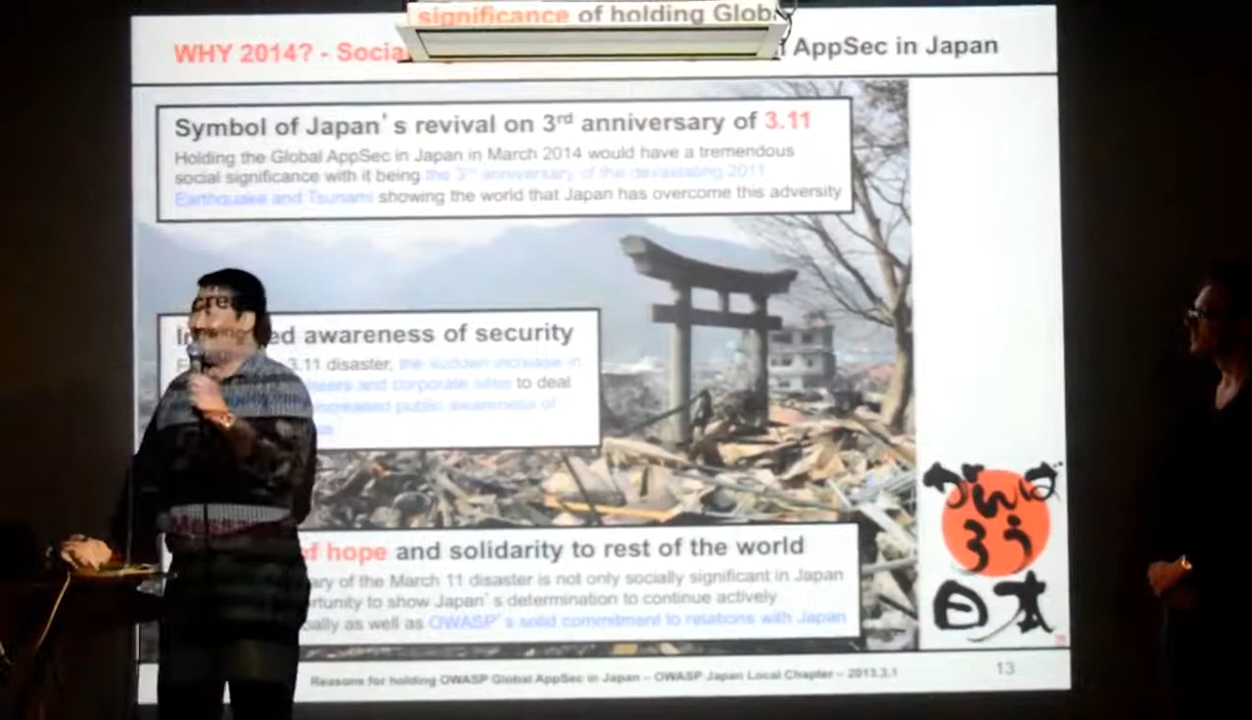 significance of holding Glob
WHY 2014? - Socia AppSec in Japan
Symbol of Japan's revival on 3rd anniversary of 3.11
Holding the Global AppSec in Japan in March 2014 would have a tremendous
social significance with it being the 3rd anniversary of the devastating 2011
Earthquake and Tsunami showing the world that Japan has overcome this adversity
ed awareness of security
3.11 disaster, the sudden increase in
users and corporate sites to deal
increased public awareness of
of hope and solidarity to rest of the world
ary of the March 11 disaster is not only socially significant in Japan
rtunity to show Japan's determination to continue actively
bally as well as OWASP's solid commitment to relations with Japan
がんば
ろう
日本
Reasons for holding OWASP Global AppSec in Japan – OWASP Japan Local Chapter – 2013.3.1
13